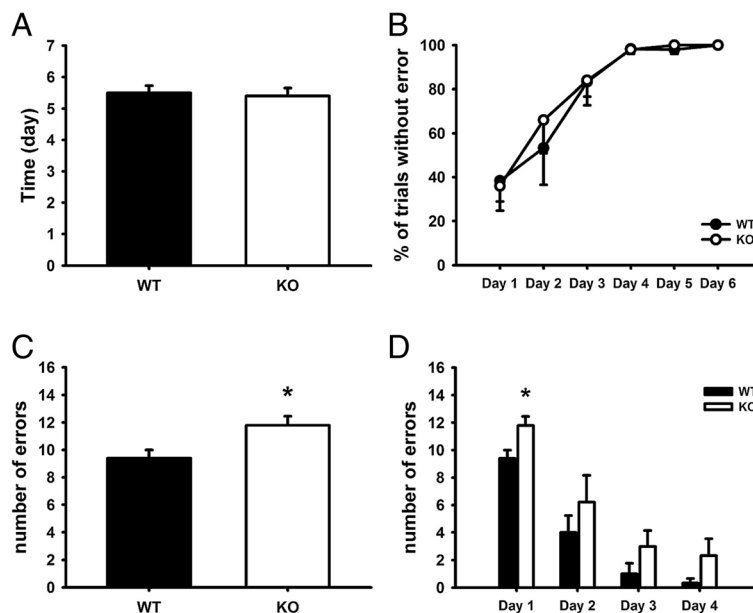 A
7
6
5
4
3
2
1
0
Time (day)
WT
KO
B
100
80
60
40
20
0
% of trials without error
WT
KO
Day 1 Day 2 Day 3 Day 4 Day 5 Day 6
C
16
14
12
10
8
6
4
2
0
number of errors
*
WT
KO
D
16
14
12
10
8
6
4
2
0
number of errors
*
WT
KO
Day 1 Day 2 Day 3 Day 4